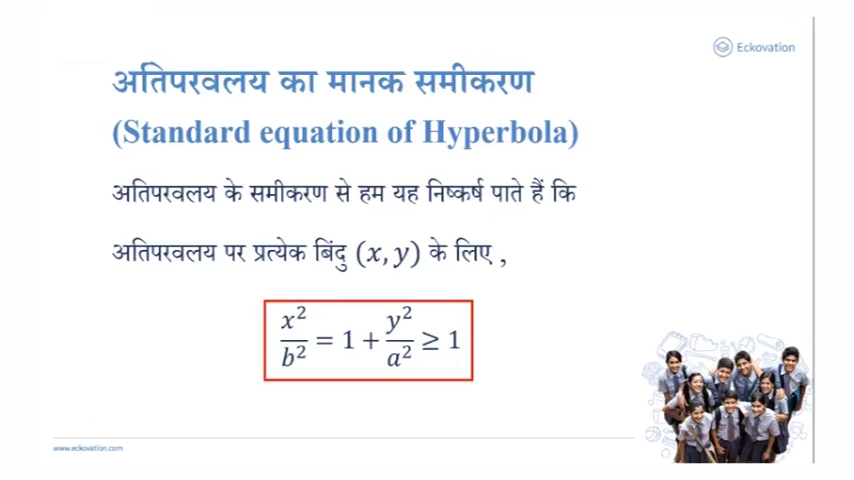 Eckovation
अतिपरवलय का मानक समीकरण
(Standard equation of Hyperbola)
अतिपरवलय के समीकरण से हम यह निष्कर्ष पाते हैं कि
अतिपरवलय पर प्रत्येक बिंदु (x, y) के लिए ,
x²/b² = 1 + y²/a² ≥ 1
www.eckovation.com